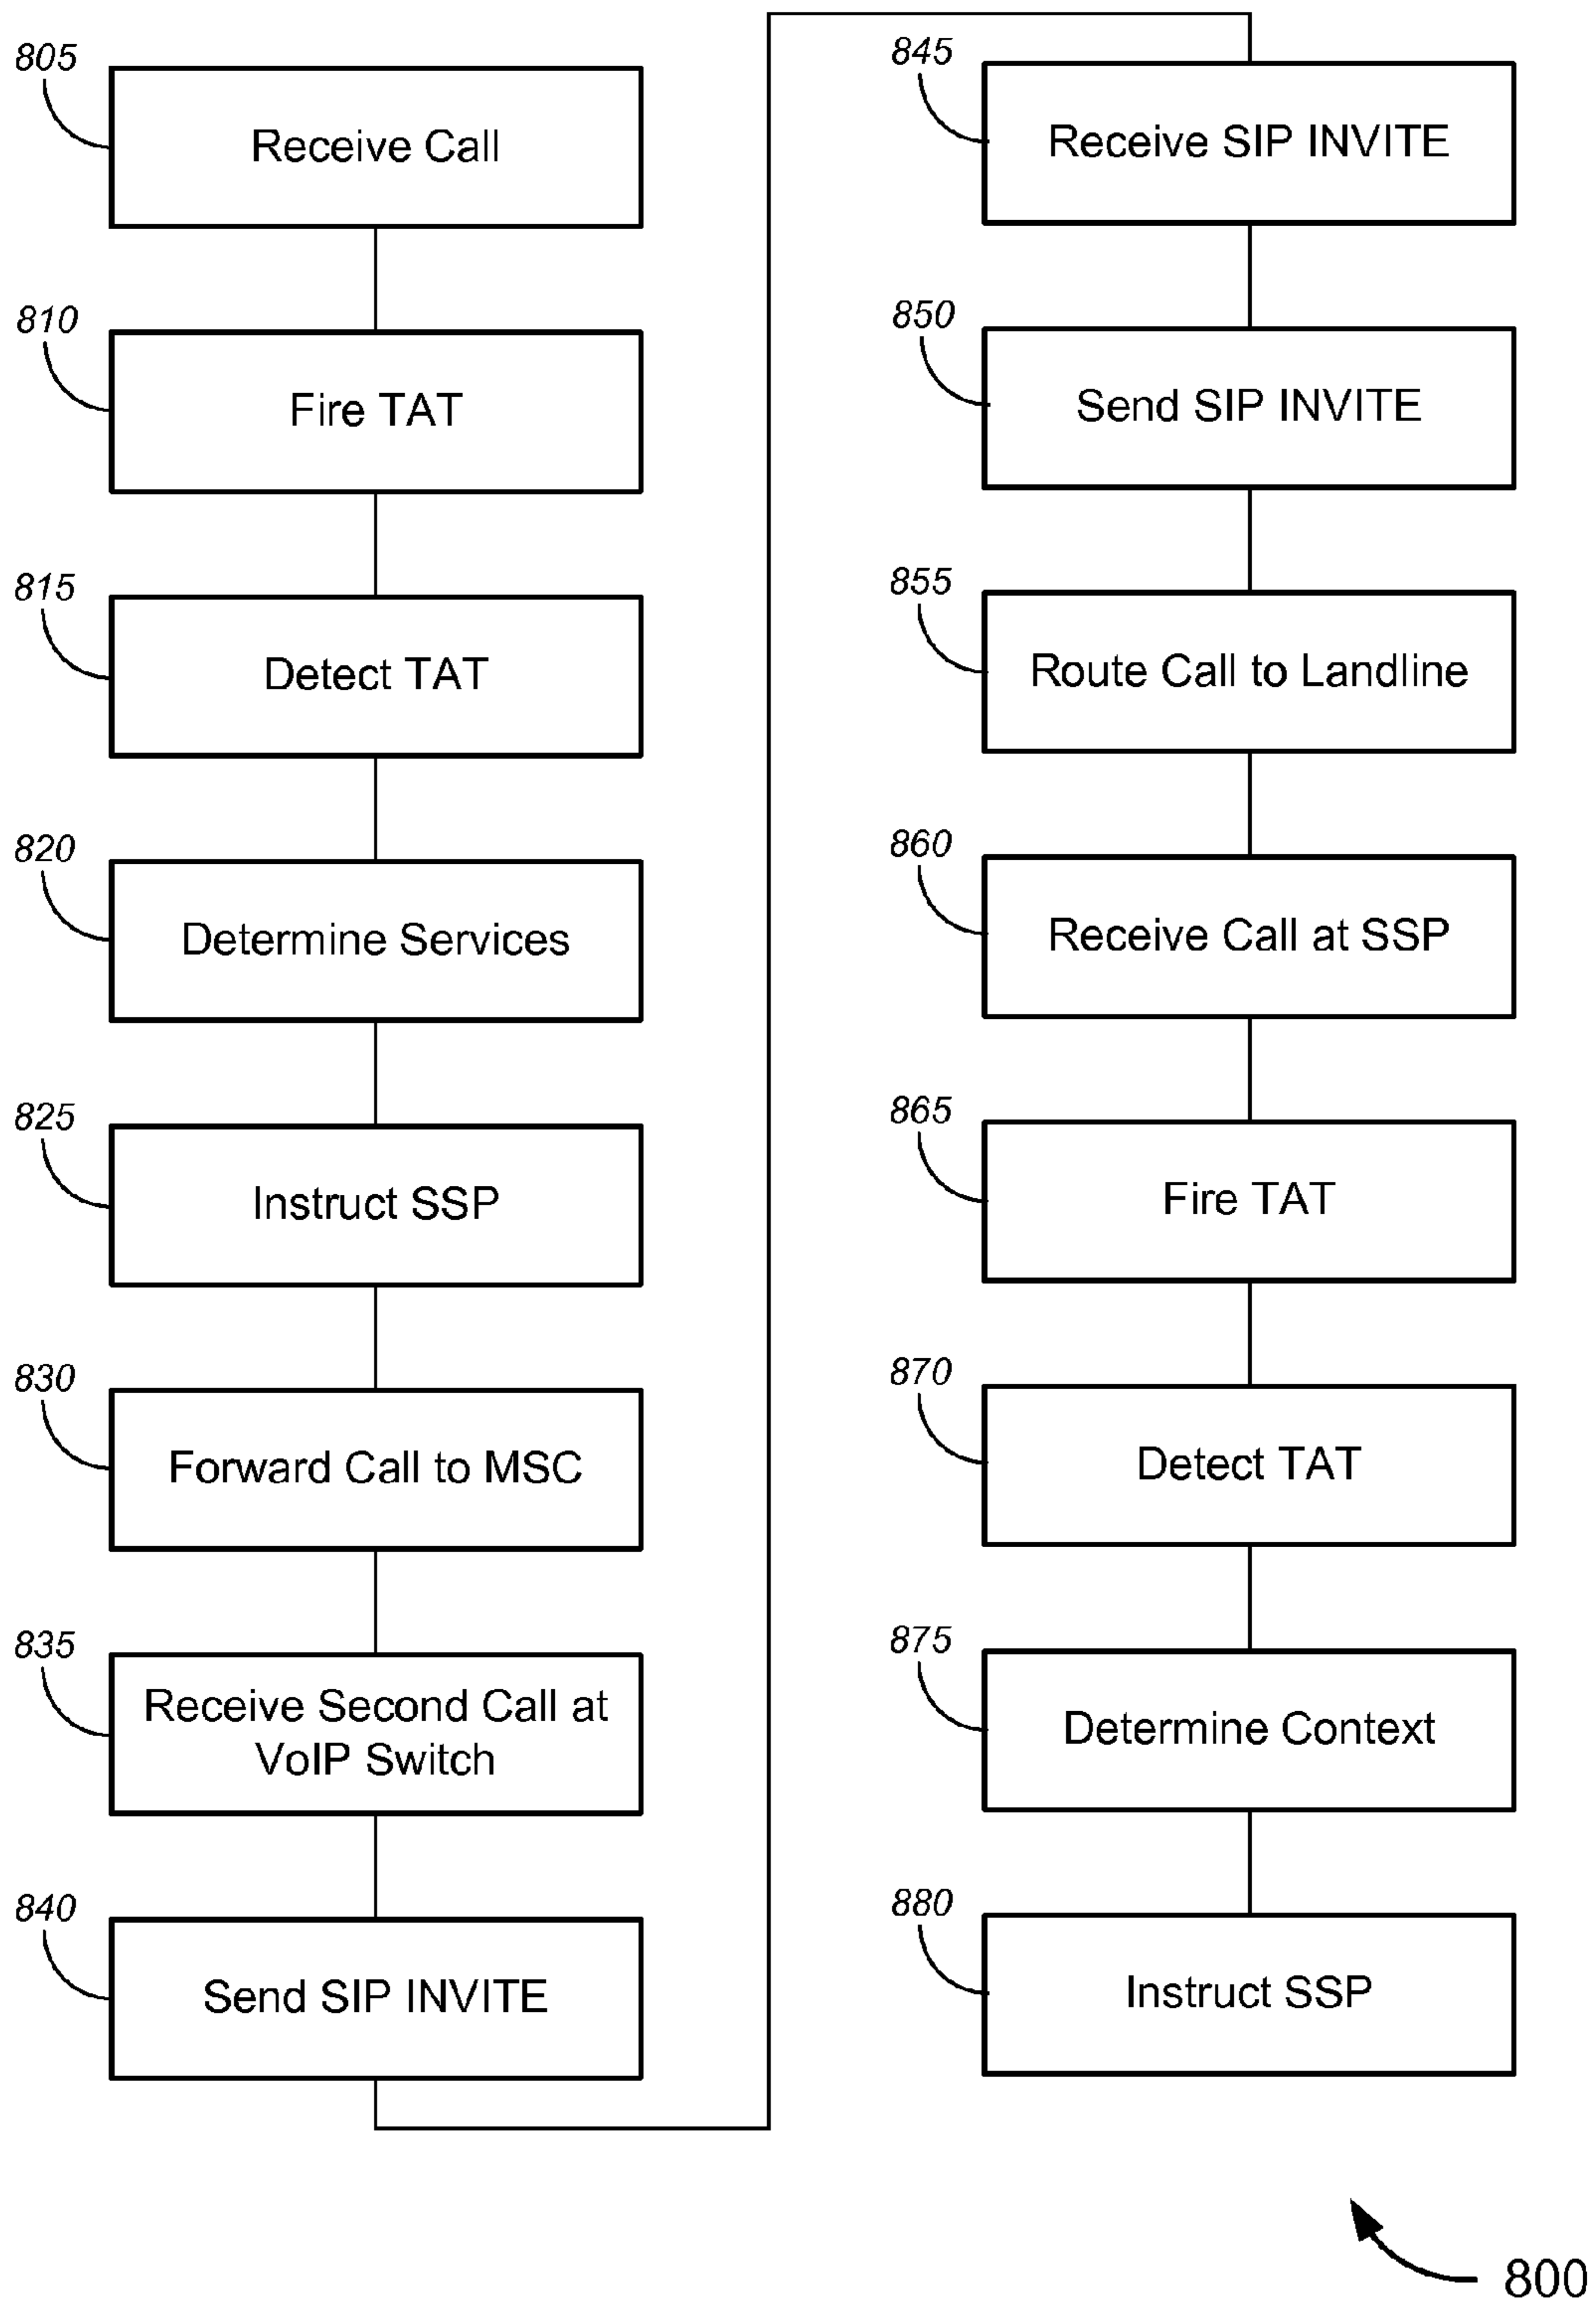 805
Receive Call
810
Fire TAT
815
Detect TAT
820
Determine Services
825
Instruct SSP
830
Forward Call to MSC
835
Receive Second Call at
VoIP Switch
840
Send SIP INVITE
845
Receive SIP INVITE
850
Send SIP INVITE
855
Route Call to Landline
860
Receive Call at SSP
865
Fire TAT
870
Detect TAT
875
Determine Context
880
Instruct SSP
800